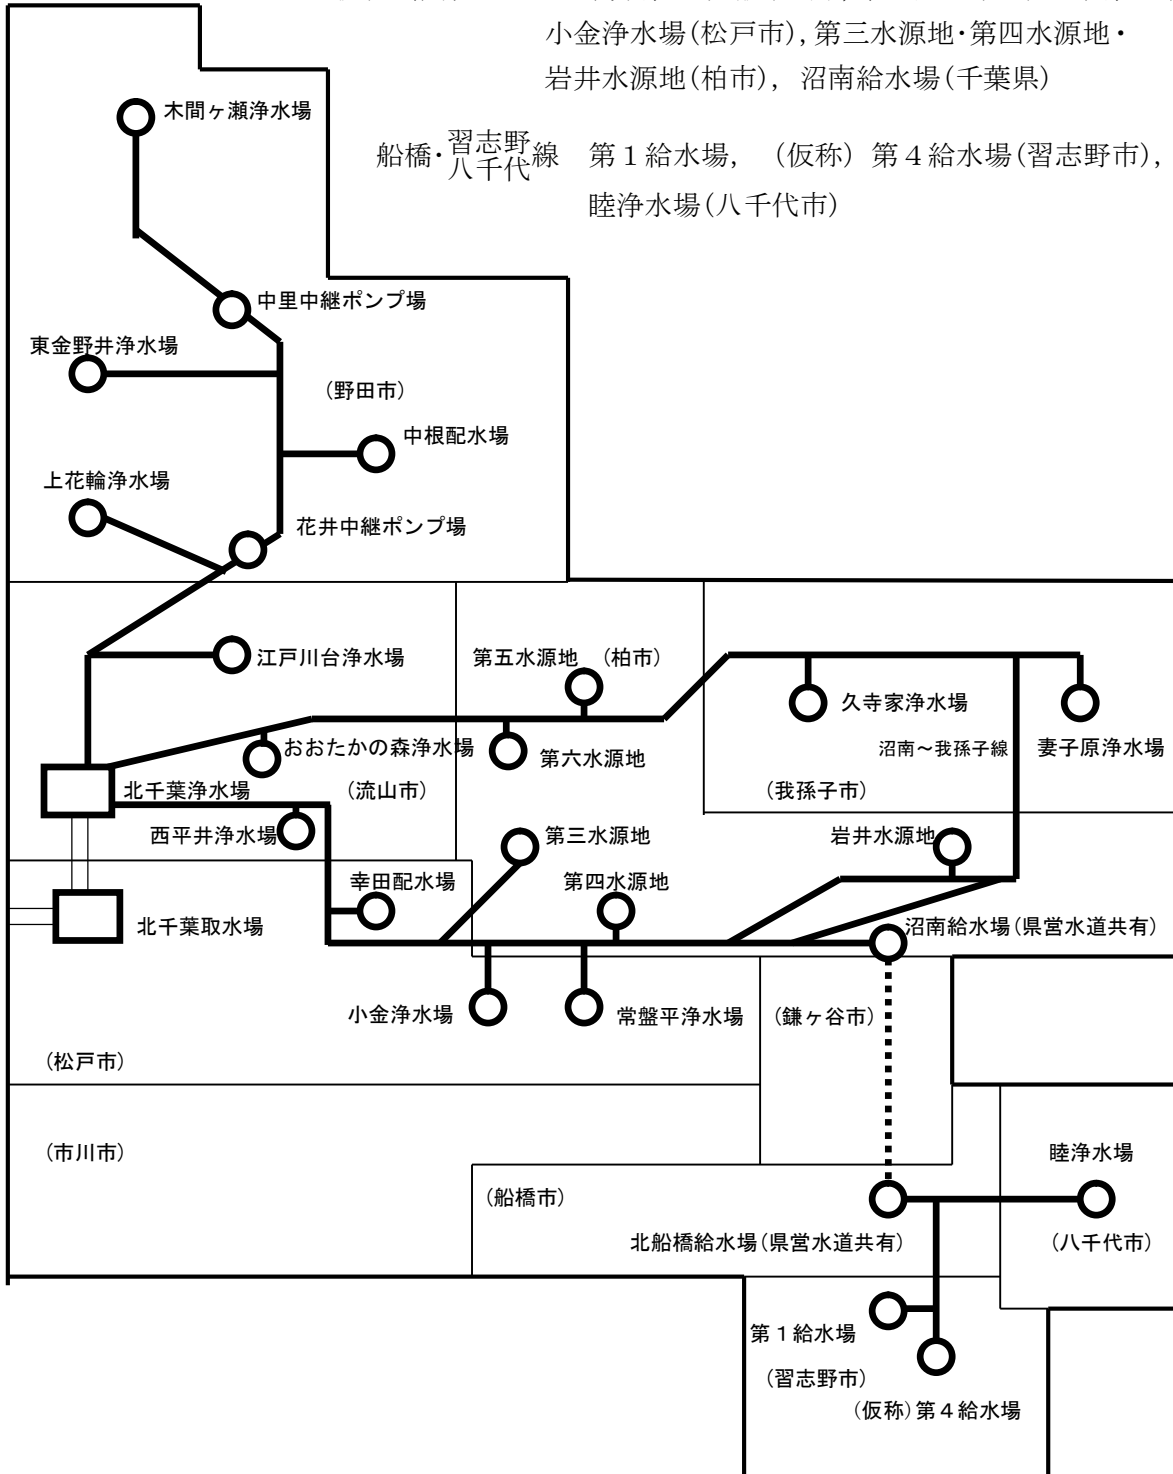 小金浄水場(松戸市), 第三水源地・第四水源地・
岩井水源地(柏市), 沼南給水場(千葉県)
船橋・習志野八千代線 第1給水場, (仮称) 第4給水場(習志野市),
睦浄水場(八千代市)
木間ヶ瀬浄水場
中里中継ポンプ場
東金野井浄水場
(野田市)
中根配水場
上花輪浄水場
花井中継ポンプ場
江戸川台浄水場
第五水源地 (柏市)
久寺家浄水場
おおたかの森浄水場
第六水源地
沼南~我孫子線
妻子原浄水場
北千葉浄水場
(流山市)
(我孫子市)
西平井浄水場
第三水源地
岩井水源地
幸田配水場
第四水源地
北千葉取水場
沼南給水場(県営水道共有)
小金浄水場
常盤平浄水場
(鎌ヶ谷市)
(松戸市)
(市川市)
睦浄水場
(船橋市)
北船橋給水場(県営水道共有)
(八千代市)
第1給水場
(習志野市)
(仮称)第4給水場